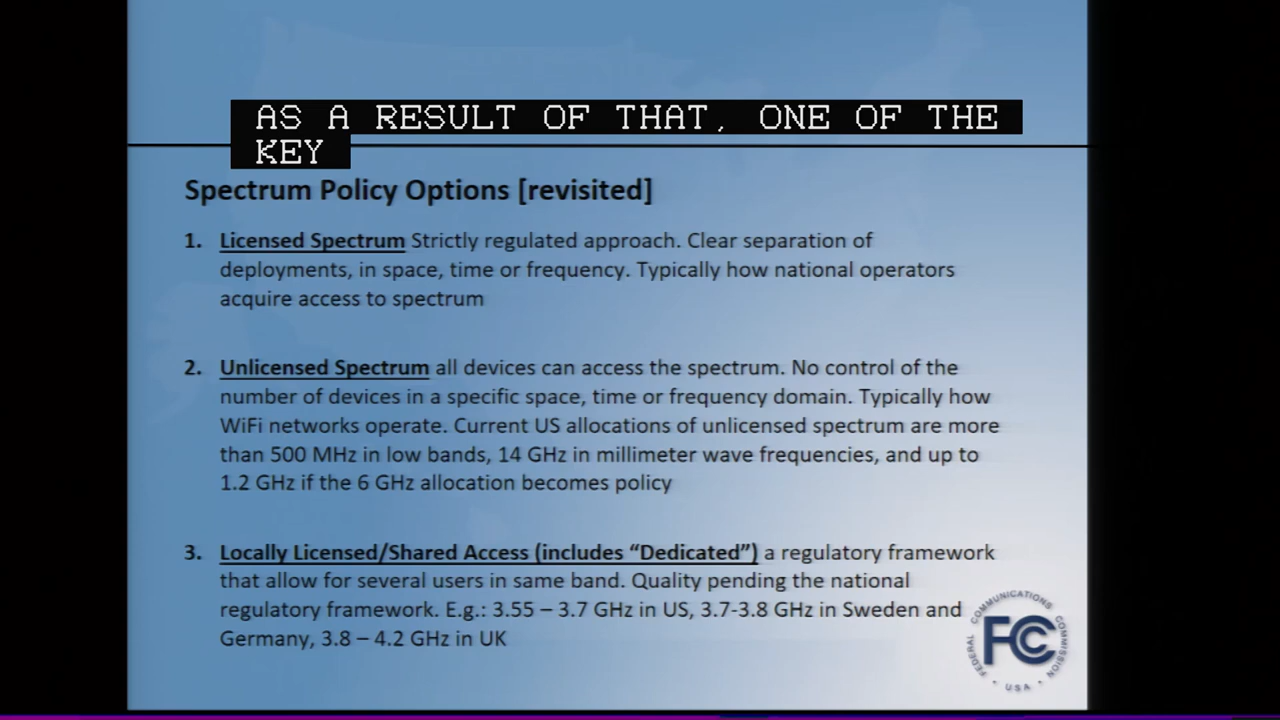 AS A RESULT OF THAT, ONE OF THE
KEY
Spectrum Policy Options [revisited]
1. Licensed Spectrum Strictly regulated approach. Clear separation of
deployments, in space, time or frequency. Typically how national operators
acquire access to spectrum
2. Unlicensed Spectrum all devices can access the spectrum. No control of the
number of devices in a specific space, time or frequency domain. Typically how
WiFi networks operate. Current US allocations of unlicensed spectrum are more
than 500 MHz in low bands, 14 GHz in millimeter wave frequencies, and up to
1.2 GHz if the 6 GHz allocation becomes policy
3. Locally Licensed/Shared Access (includes “Dedicated”) a regulatory framework
that allow for several users in same band. Quality pending the national
regulatory framework. E.g.: 3.55 – 3.7 GHz in US, 3.7-3.8 GHz in Sweden and
Germany, 3.8 – 4.2 GHz in UK
FEDERAL COMMUNICATIONS COMMISSION
FCC
• USA •